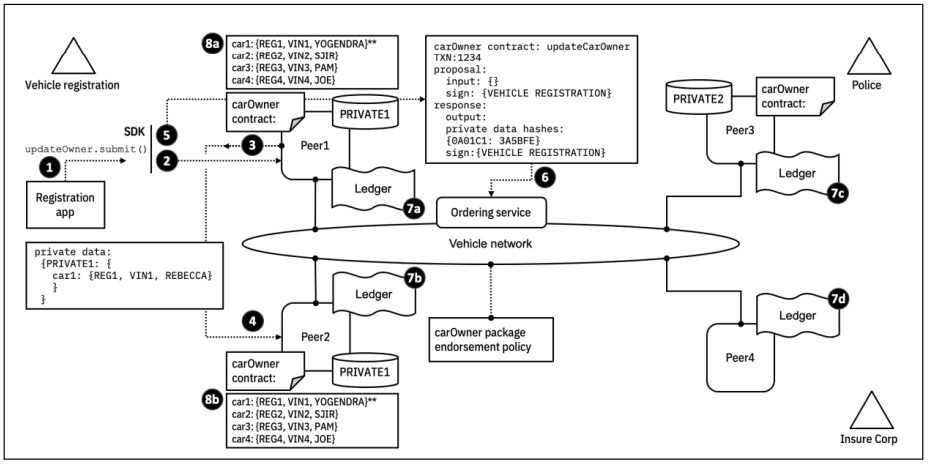 8a
car1: {REG1, VIN1, YOGENDRA}**
car2: {REG2, VIN2, SJIR}
car3: {REG3, VIN3, PAM}
car4: {REG4, VIN4, JOE}
Vehicle registration
carOwner
contract:
PRIVATE1
Peer1
SDK
5
updateOwner.submit()
1
2
3
Registration
app
Ledger
7a
carOwner contract: updateCarOwner
TXN:1234
proposal:
input: {}
sign: {VEHICLE REGISTRATION}
response:
output:
private data hashes:
{0A01C1: 3A5BFE}
sign:{VEHICLE REGISTRATION}
6
Ordering service
Vehicle network
Police
PRIVATE2
carOwner
contract:
Peer3
Ledger
7c
private data:
{PRIVATE1: {
car1: {REG1, VIN1, REBECCA}
}
}
4
7b
Ledger
Peer2
carOwner
contract:
PRIVATE1
8b
car1: {REG1, VIN1, YOGENDRA}**
car2: {REG2, VIN2, SJIR}
car3: {REG3, VIN3, PAM}
car4: {REG4, VIN4, JOE}
carOwner package
endorsement policy
7d
Ledger
Peer4
Insure Corp